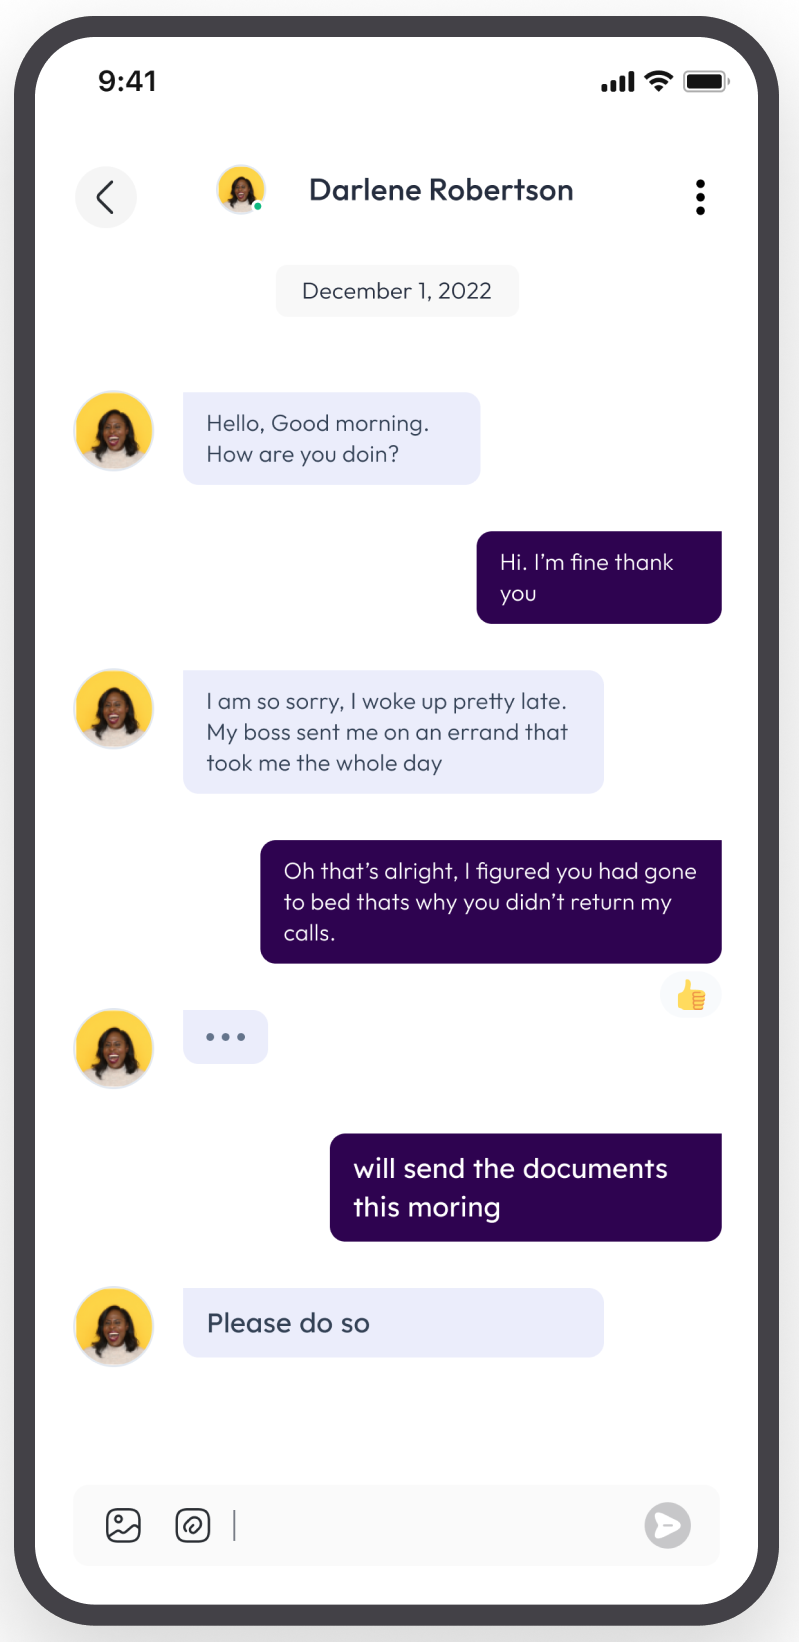 9:41
Darlene Robertson
December 1, 2022
Hello, Good morning.
How are you doin?
Hi. I’m fine thank
you
I am so sorry, I woke up pretty late.
My boss sent me on an errand that
took me the whole day
Oh that’s alright, I figured you had gone
to bed thats why you didn’t return my
calls.
will send the documents
this moring
Please do so